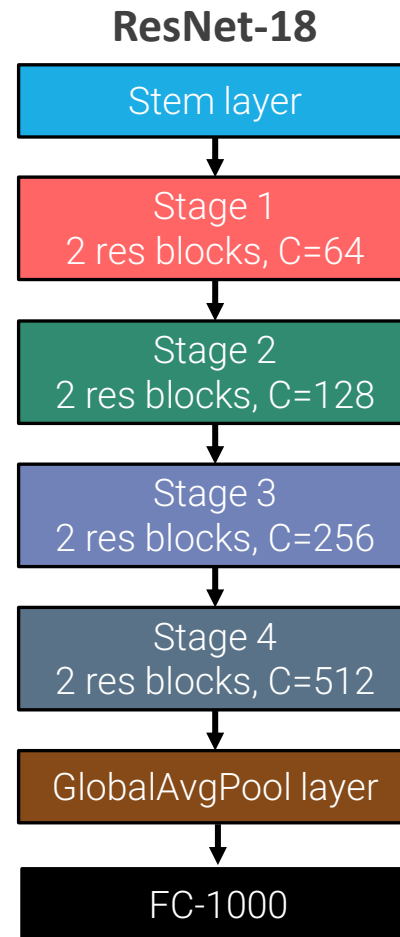 ResNet-18
Stem layer
Stage 1
2 res blocks, C=64
Stage 2
2 res blocks, C=128
Stage 3
2 res blocks, C=256
Stage 4
2 res blocks, C=512
GlobalAvgPool layer
FC-1000